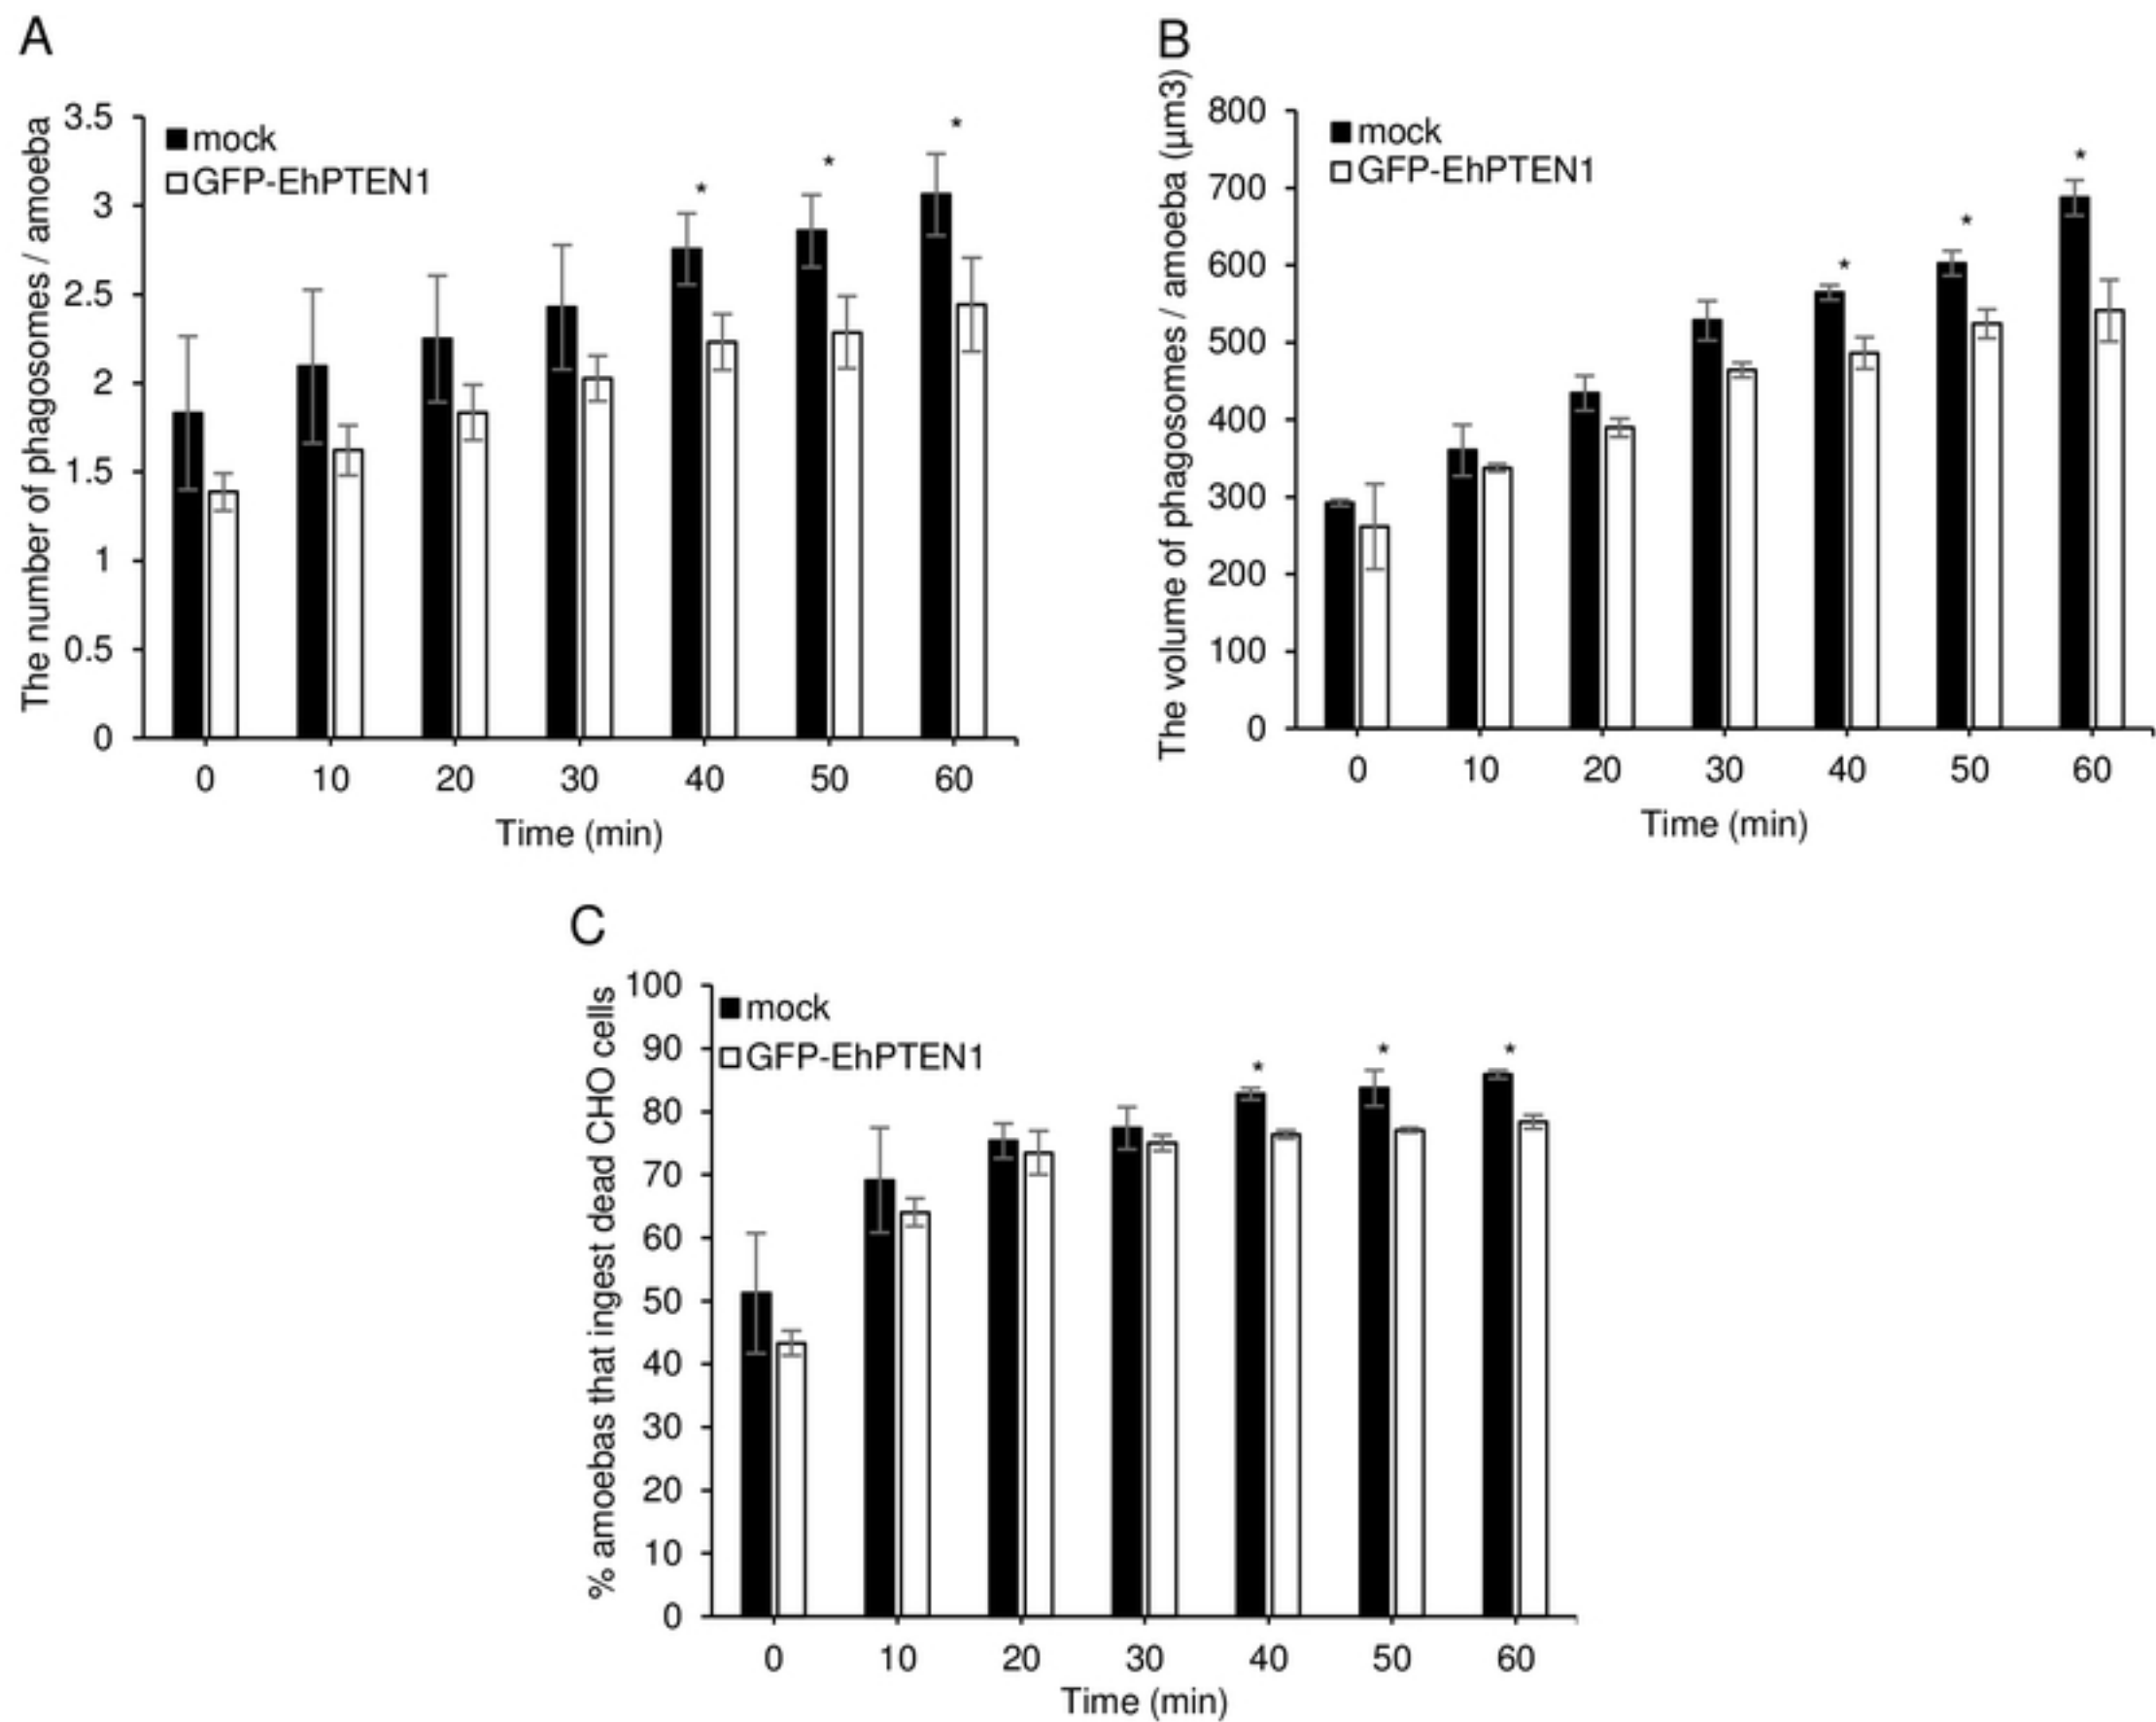 A
The number of phagosomes / amoeba
3.5
3
2.5
2
1.5
1
0.5
0
mock
GFP-EhPTEN1
*
*
*
0 10 20 30 40 50 60
Time (min)
B
The volume of phagosomes / amoeba (µm3)
800
700
600
500
400
300
200
100
0
mock
GFP-EhPTEN1
*
*
*
0 10 20 30 40 50 60
Time (min)
C
% amoebas that ingest dead CHO cells
100
90
80
70
60
50
40
30
20
10
0
mock
GFP-EhPTEN1
*
*
*
0 10 20 30 40 50 60
Time (min)